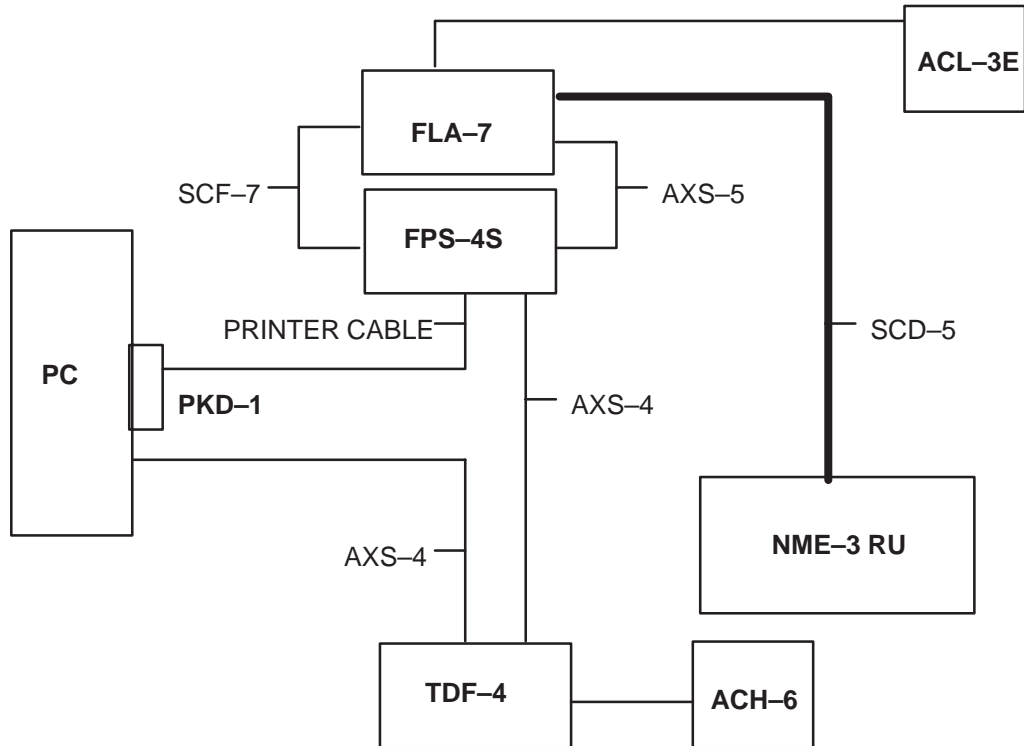 ACL–3E
FLA–7
SCF–7
AXS–5
FPS–4S
PRINTER CABLE
SCD–5
PC
PKD–1
AXS–4
NME–3 RU
AXS–4
TDF–4
ACH–6